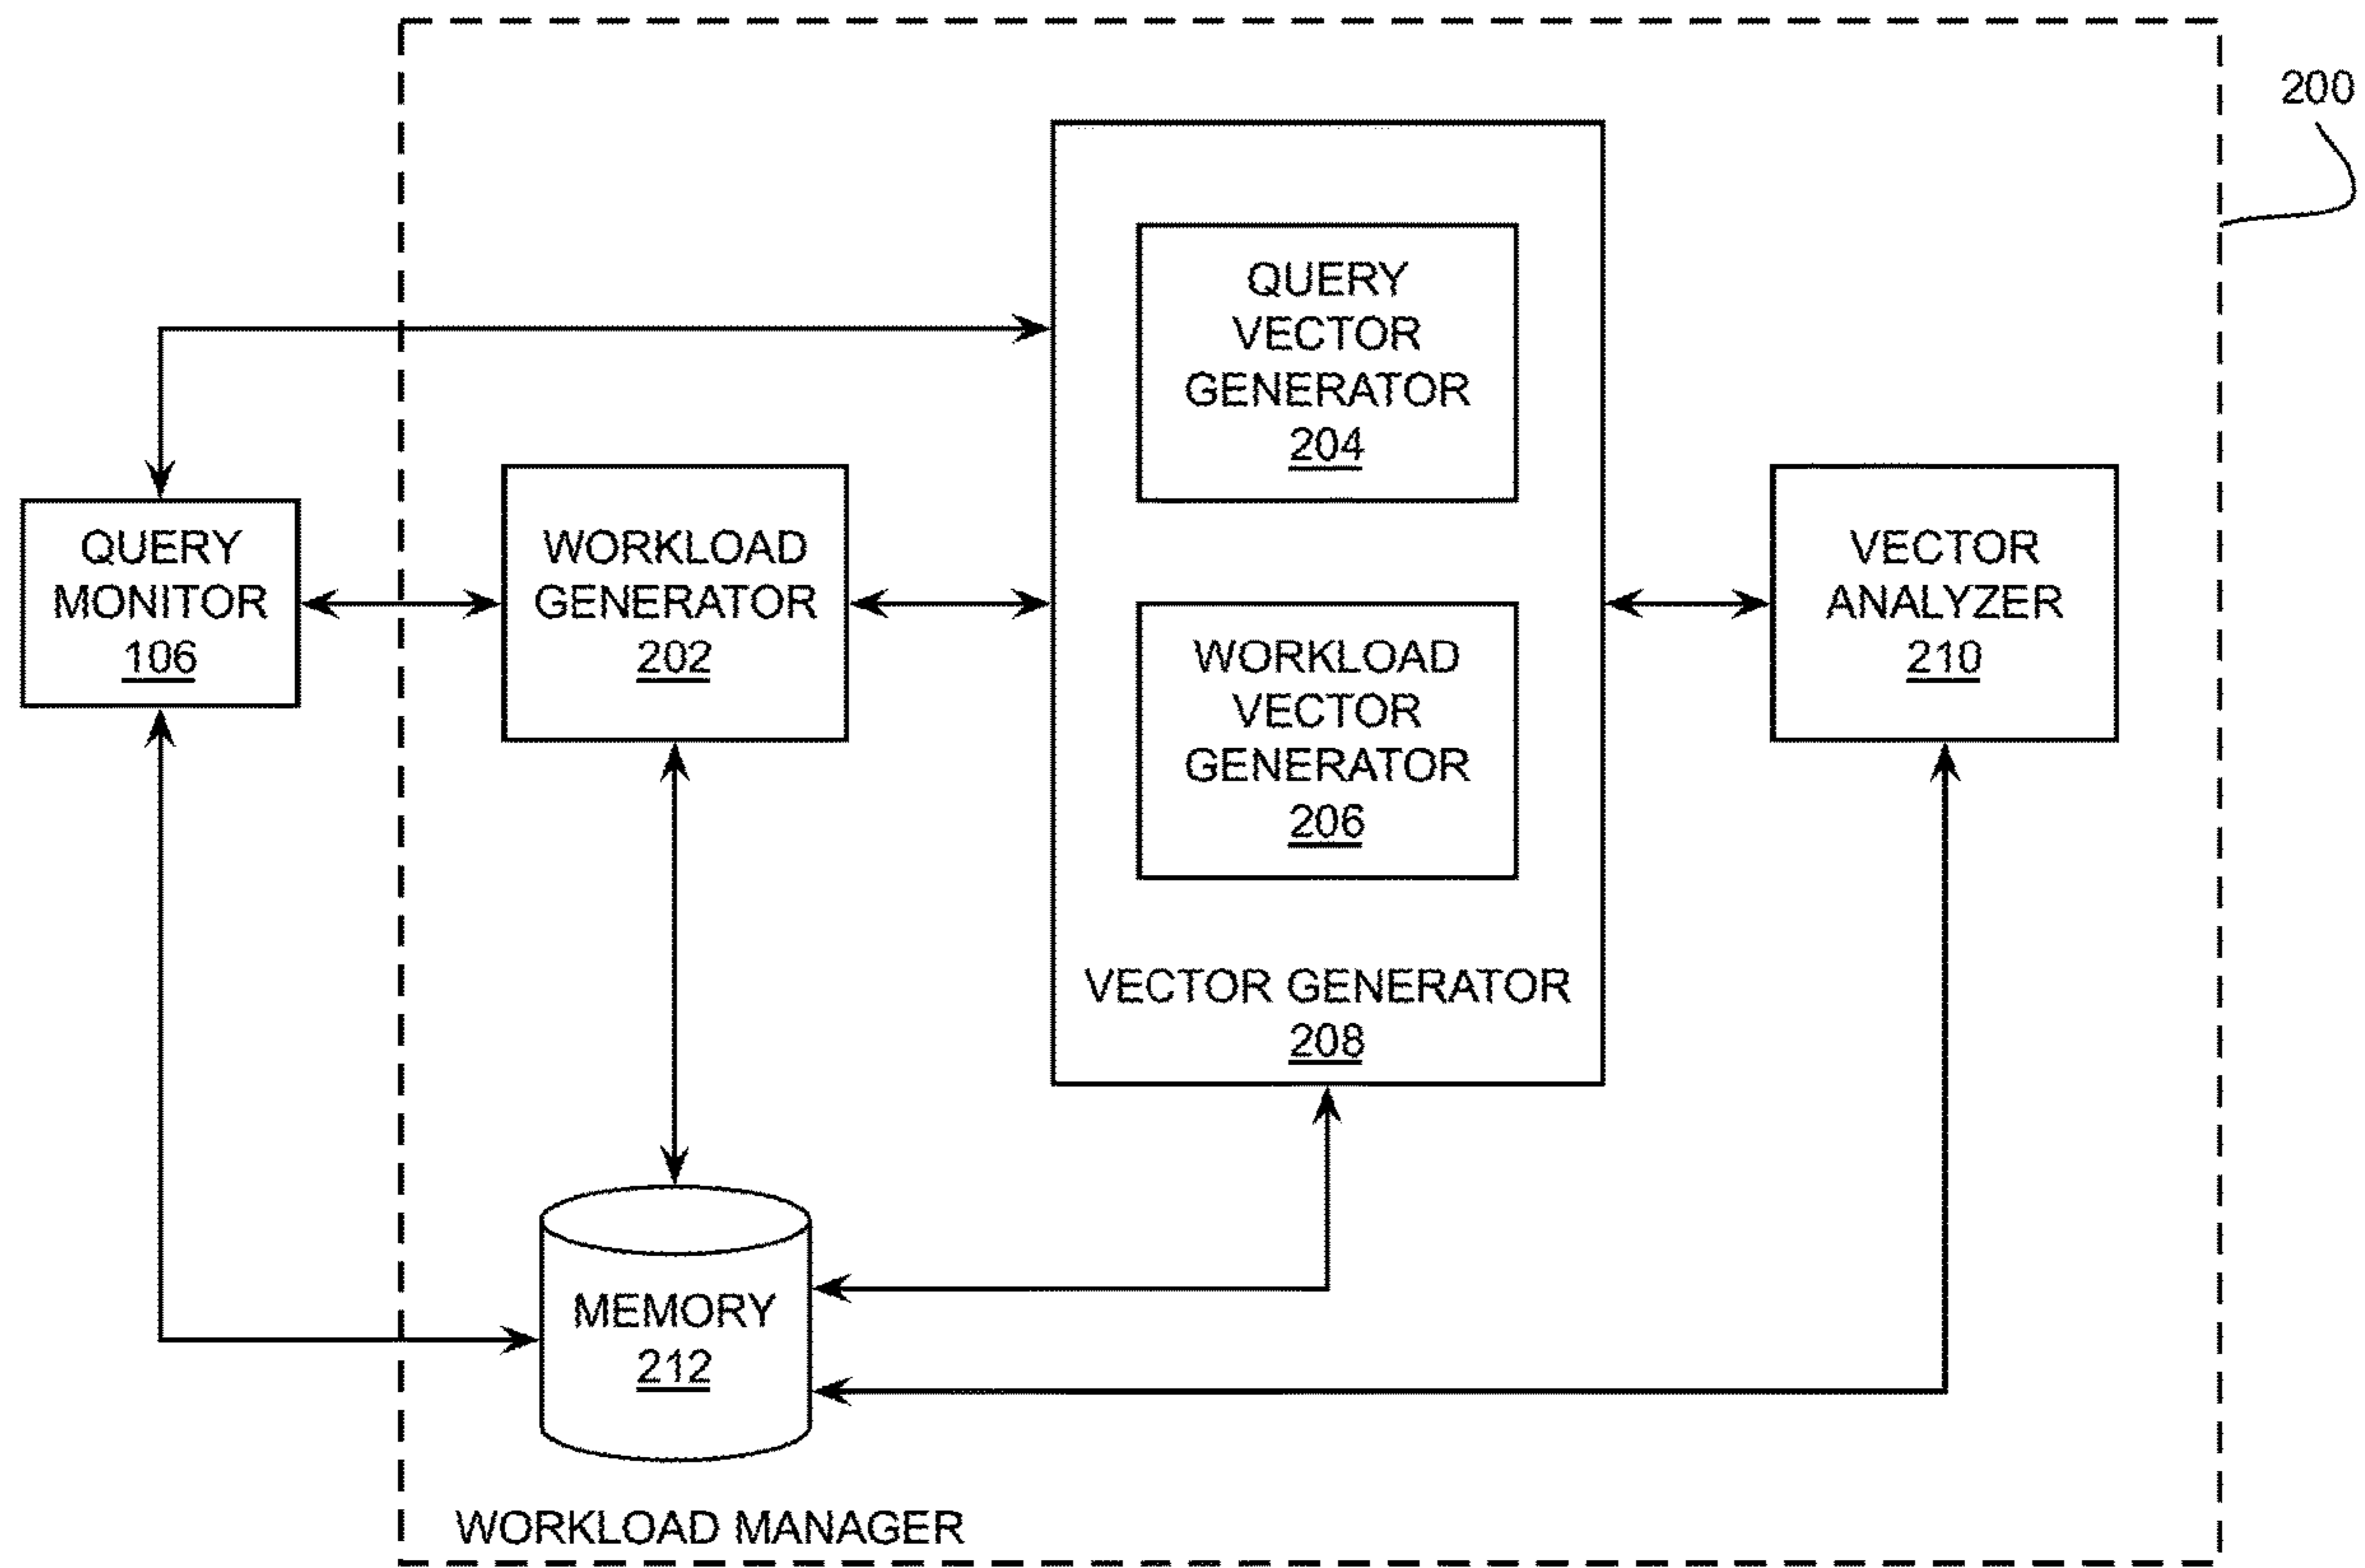 200
QUERY
VECTOR
GENERATOR
204
QUERY
MONITOR
106
WORKLOAD
GENERATOR
202
WORKLOAD
VECTOR
GENERATOR
206
VECTOR
ANALYZER
210
VECTOR GENERATOR
208
MEMORY
212
WORKLOAD MANAGER